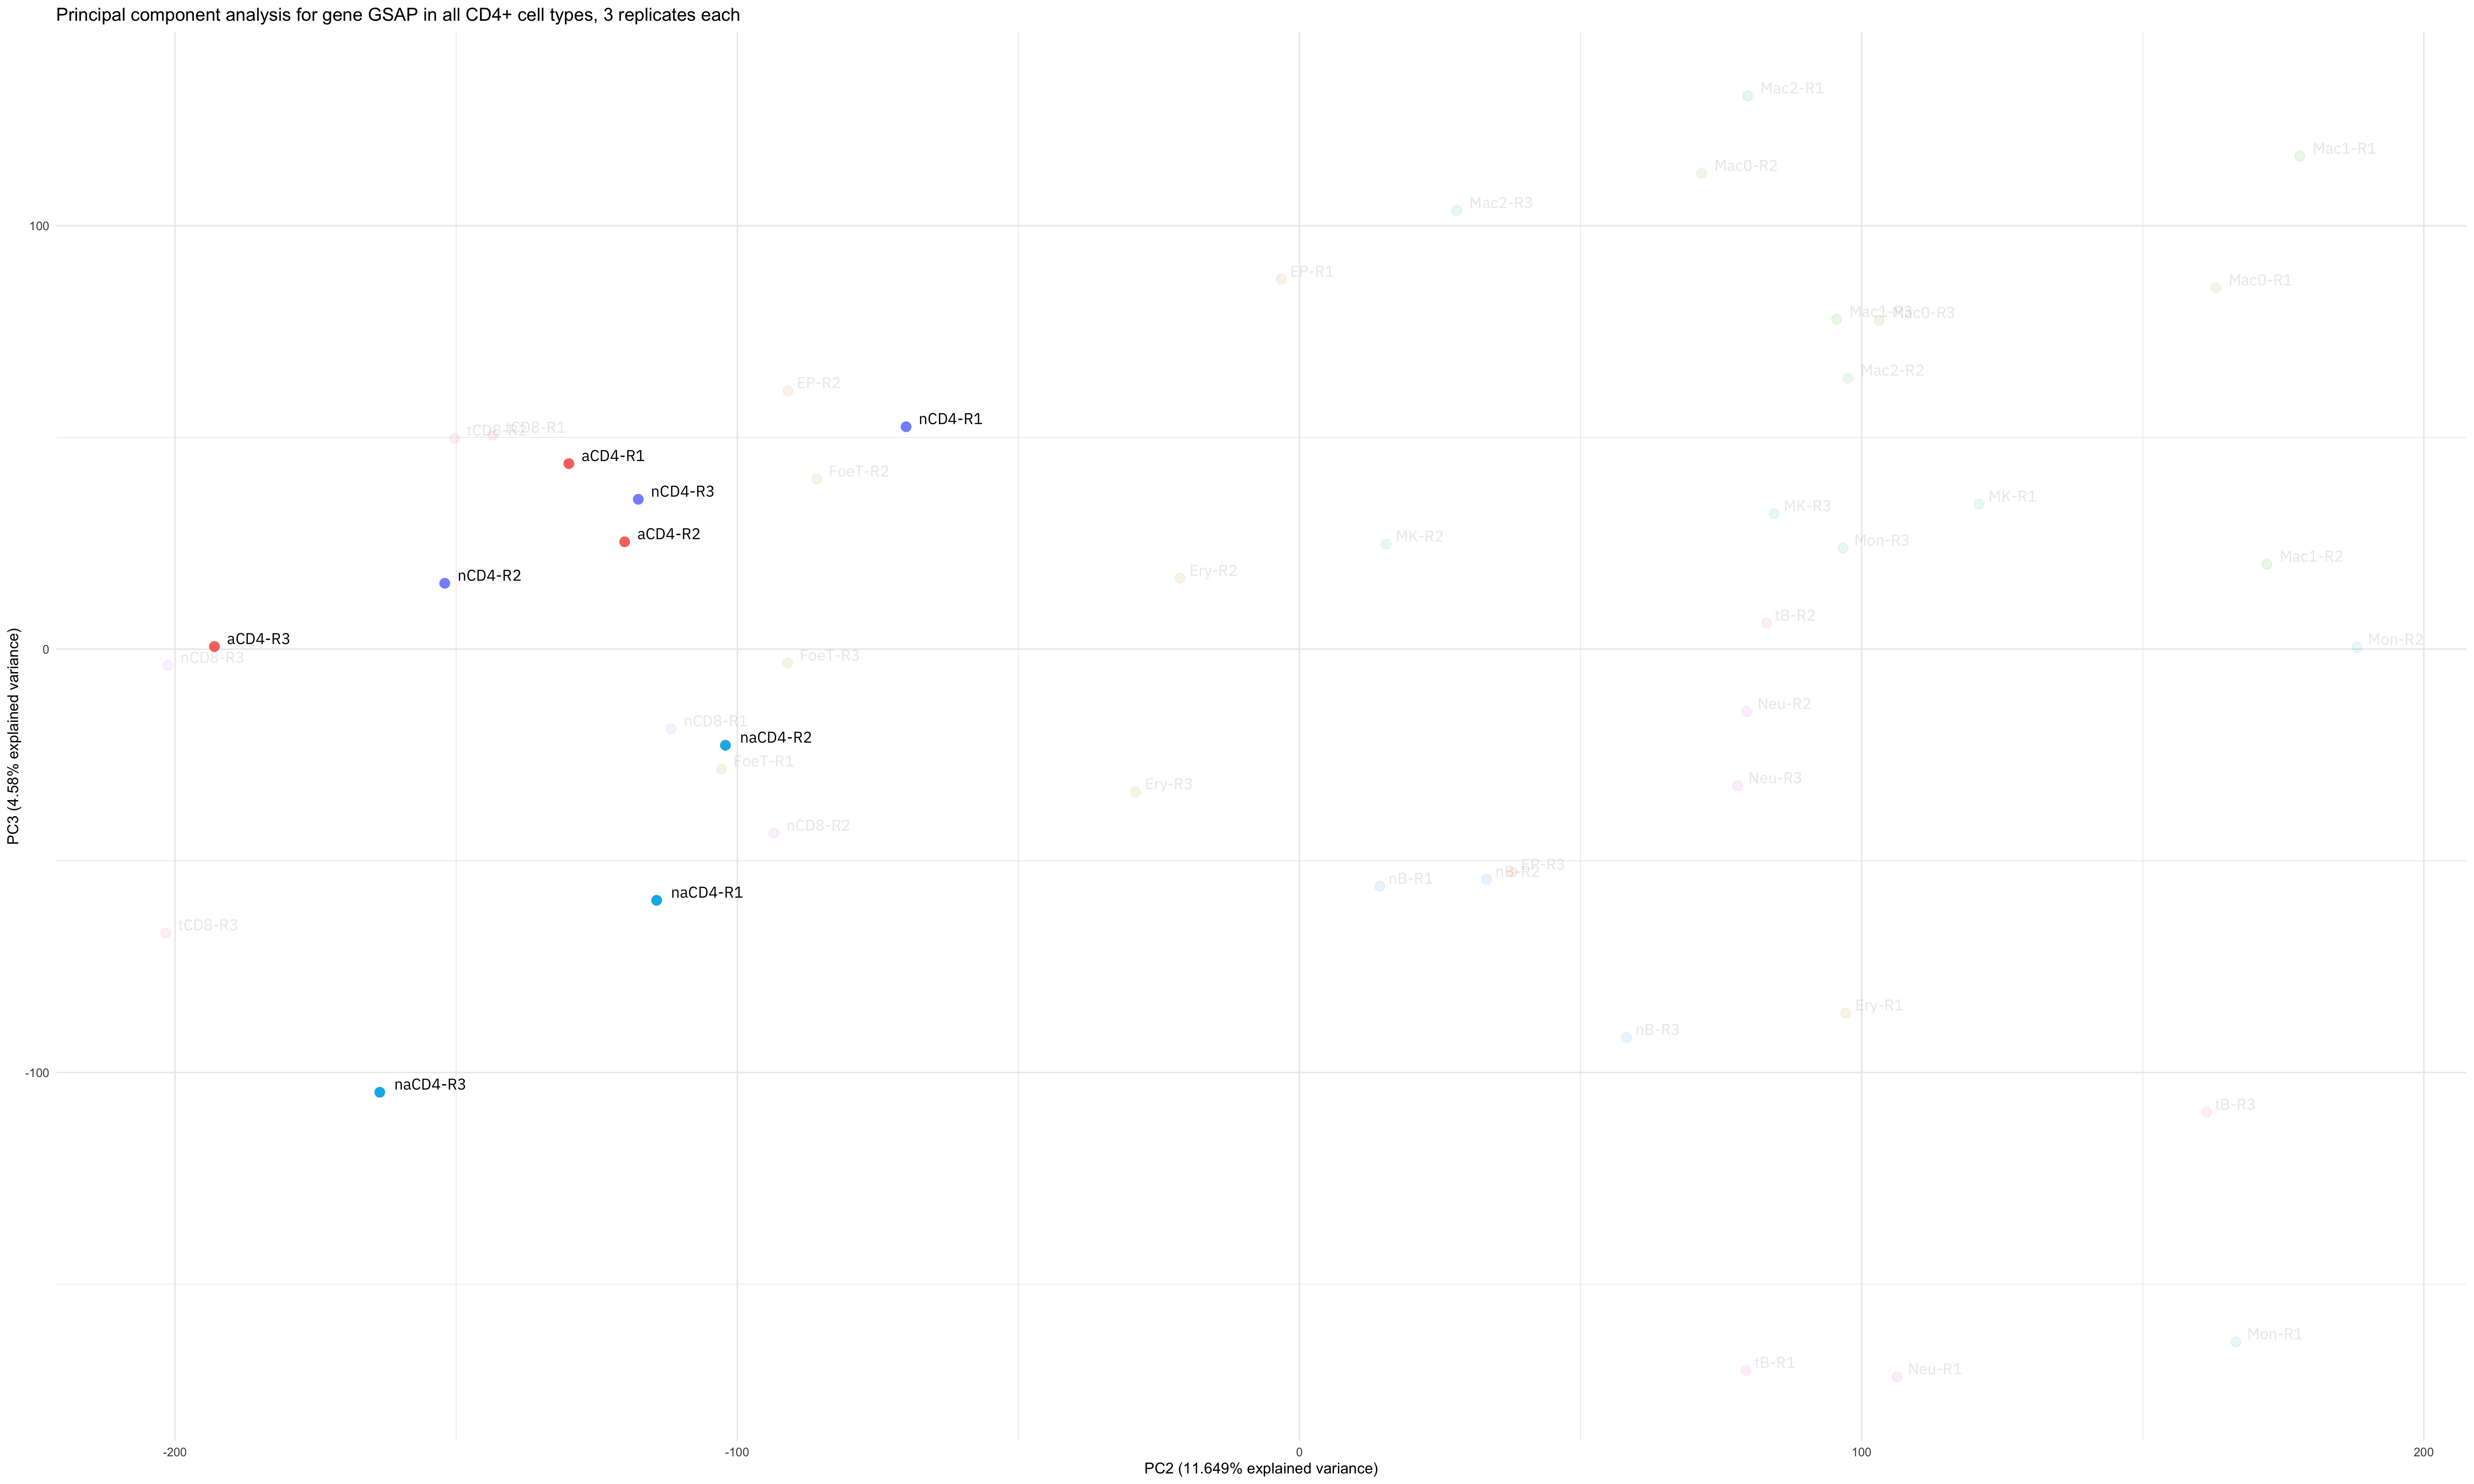 Principal component analysis for gene GSAP in all CD4+ cell types, 3 replicates each
Mac2-R1
Mac1-R1
Mac0-R2
Mac2-R3
100
EP-R1
Mac0-R1
Mac1-R3
Mac0-R3
Mac2-R2
EP-R2
nCD4-R1
tCD8-R2
tCD8-R1
aCD4-R1
FoeT-R2
nCD4-R3
MK-R1
MK-R3
aCD4-R2
MK-R2
Mon-R3
Mac1-R2
Ery-R2
nCD4-R2
tB-R2
aCD4-R3
Mon-R2
0
nCD8-R3
FoeT-R3
Neu-R2
nCD8-R1
naCD4-R2
FoeT-R1
Neu-R3
Ery-R3
nCD8-R2
EP-R3
nB-R2
nB-R1
naCD4-R1
tCD8-R3
Ery-R1
nB-R3
-100
naCD4-R3
tB-R3
Mon-R1
tB-R1
Neu-R1
PC3 (4.58% explained variance)
-200
-100
0
100
200
PC2 (11.649% explained variance)